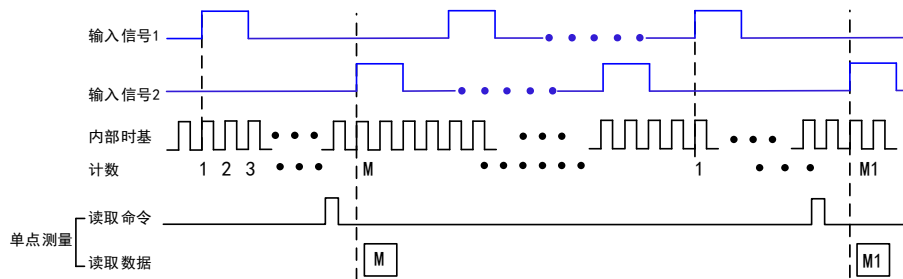 输入信号1
输入信号2
内部时基
计数 1 2 3 M 1 M1
单点测量
读取命令
读取数据 M M1